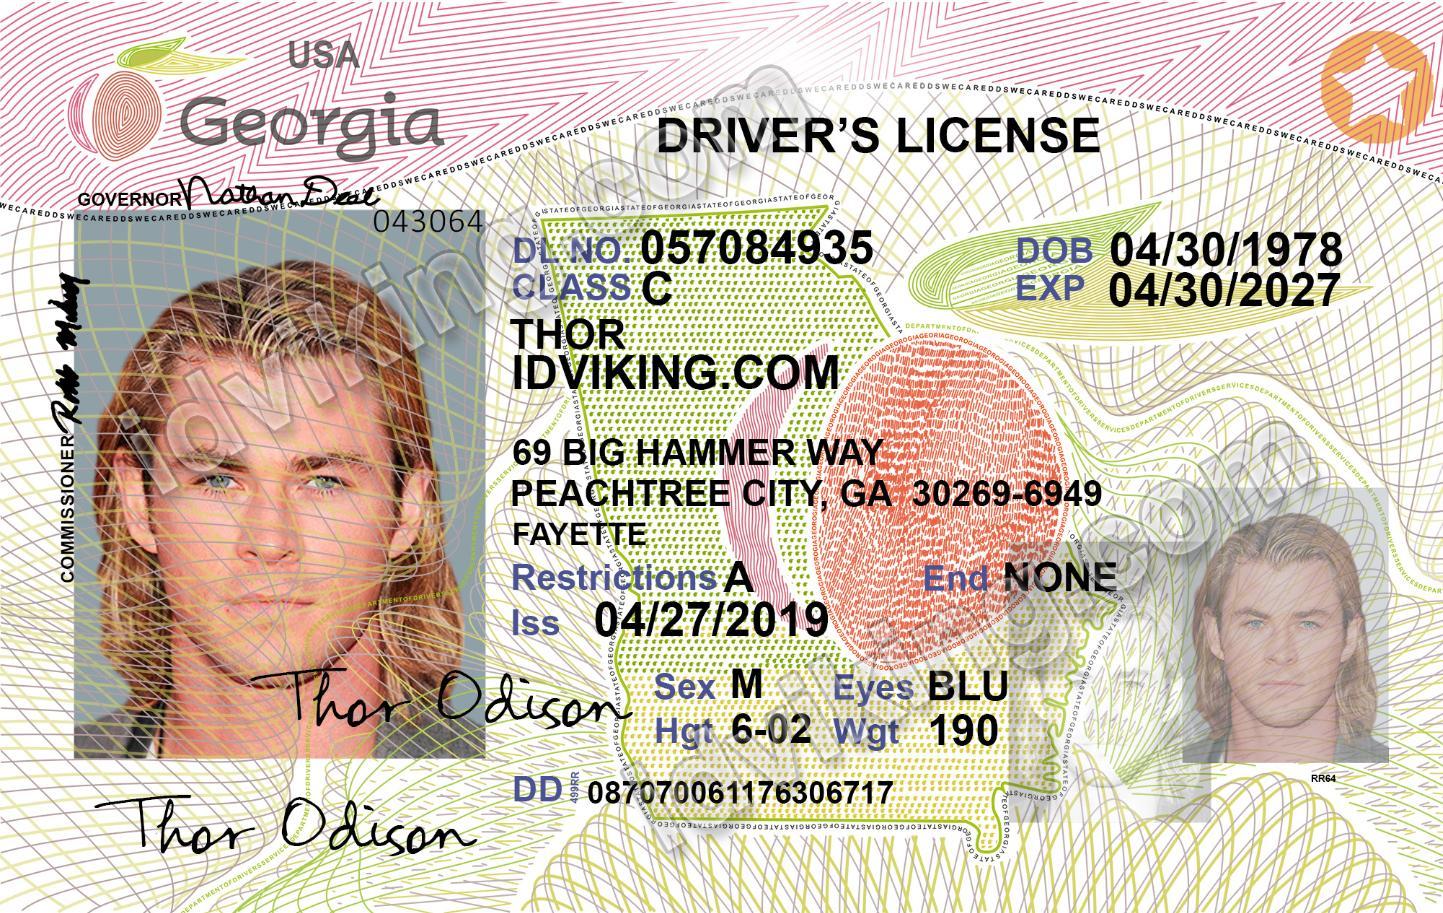 USA
Georgia
DRIVER'S LICENSE
GOVERNOR Nathan Deal
043064
COMMISSIONER
DL NO 057084935
DOB 04/30/1978
CLASS C
EXP 04/30/2027
THOR
IDVIKING.COM
69 BIG HAMMER WAY
PEACHTREE CITY, GA 30269-6949
FAYETTE
Restrictions A
End NONE
Iss 04/27/2019
Sex M Eyes BLU
Hgt 6-02 Wgt 190
DD 499RR 087070061176306717
Thor Odison
Thor Odison
RR64
idviking.com
idviking.com